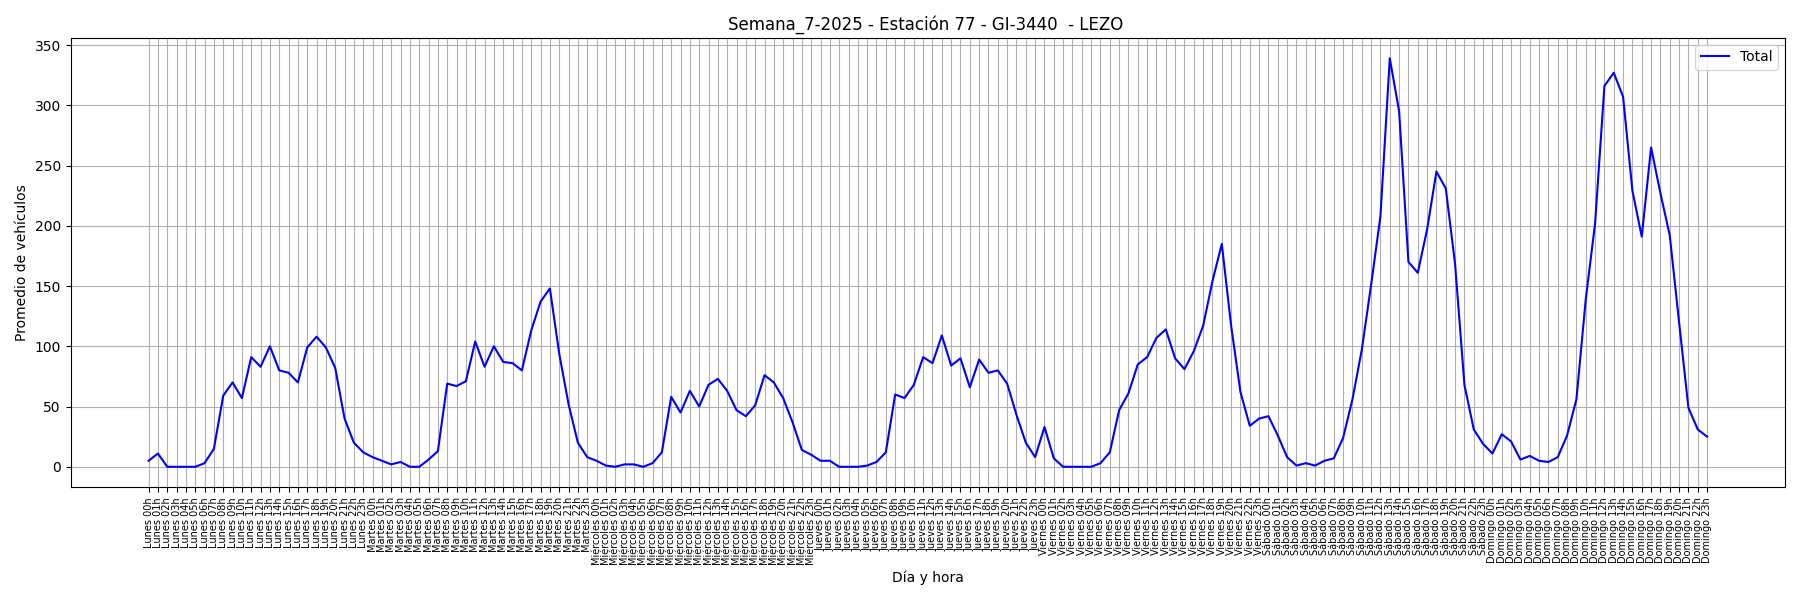 Semana_7-2025 - Estación 77 - GI-3440  - LEZO
Total
Promedio de vehículos
350
300
250
200
150
100
50
0
Lunes 00h
Lunes 01h
Lunes 02h
Lunes 03h
Lunes 04h
Lunes 05h
Lunes 06h
Lunes 07h
Lunes 08h
Lunes 09h
Lunes 10h
Lunes 11h
Lunes 12h
Lunes 13h
Lunes 14h
Lunes 15h
Lunes 16h
Lunes 17h
Lunes 18h
Lunes 19h
Lunes 20h
Lunes 21h
Lunes 22h
Lunes 23h
Martes 00h
Martes 01h
Martes 02h
Martes 03h
Martes 04h
Martes 05h
Martes 06h
Martes 07h
Martes 08h
Martes 09h
Martes 10h
Martes 11h
Martes 12h
Martes 13h
Martes 14h
Martes 15h
Martes 16h
Martes 17h
Martes 18h
Martes 19h
Martes 20h
Martes 21h
Martes 22h
Martes 23h
Miércoles 00h
Miércoles 01h
Miércoles 02h
Miércoles 03h
Miércoles 04h
Miércoles 05h
Miércoles 06h
Miércoles 07h
Miércoles 08h
Miércoles 09h
Miércoles 10h
Miércoles 11h
Miércoles 12h
Miércoles 13h
Miércoles 14h
Miércoles 15h
Miércoles 16h
Miércoles 17h
Miércoles 18h
Miércoles 19h
Miércoles 20h
Miércoles 21h
Miércoles 22h
Miércoles 23h
Jueves 00h
Jueves 01h
Jueves 02h
Jueves 03h
Jueves 04h
Jueves 05h
Jueves 06h
Jueves 07h
Jueves 08h
Jueves 09h
Jueves 10h
Jueves 11h
Jueves 12h
Jueves 13h
Jueves 14h
Jueves 15h
Jueves 16h
Jueves 17h
Jueves 18h
Jueves 19h
Jueves 20h
Jueves 21h
Jueves 22h
Jueves 23h
Viernes 00h
Viernes 01h
Viernes 02h
Viernes 03h
Viernes 04h
Viernes 05h
Viernes 06h
Viernes 07h
Viernes 08h
Viernes 09h
Viernes 10h
Viernes 11h
Viernes 12h
Viernes 13h
Viernes 14h
Viernes 15h
Viernes 16h
Viernes 17h
Viernes 18h
Viernes 19h
Viernes 20h
Viernes 21h
Viernes 22h
Viernes 23h
Sábado 00h
Sábado 01h
Sábado 02h
Sábado 03h
Sábado 04h
Sábado 05h
Sábado 06h
Sábado 07h
Sábado 08h
Sábado 09h
Sábado 10h
Sábado 11h
Sábado 12h
Sábado 13h
Sábado 14h
Sábado 15h
Sábado 16h
Sábado 17h
Sábado 18h
Sábado 19h
Sábado 20h
Sábado 21h
Sábado 22h
Sábado 23h
Domingo 00h
Domingo 01h
Domingo 02h
Domingo 03h
Domingo 04h
Domingo 05h
Domingo 06h
Domingo 07h
Domingo 08h
Domingo 09h
Domingo 10h
Domingo 11h
Domingo 12h
Domingo 13h
Domingo 14h
Domingo 15h
Domingo 16h
Domingo 17h
Domingo 18h
Domingo 19h
Domingo 20h
Domingo 21h
Domingo 22h
Domingo 23h
Día y hora